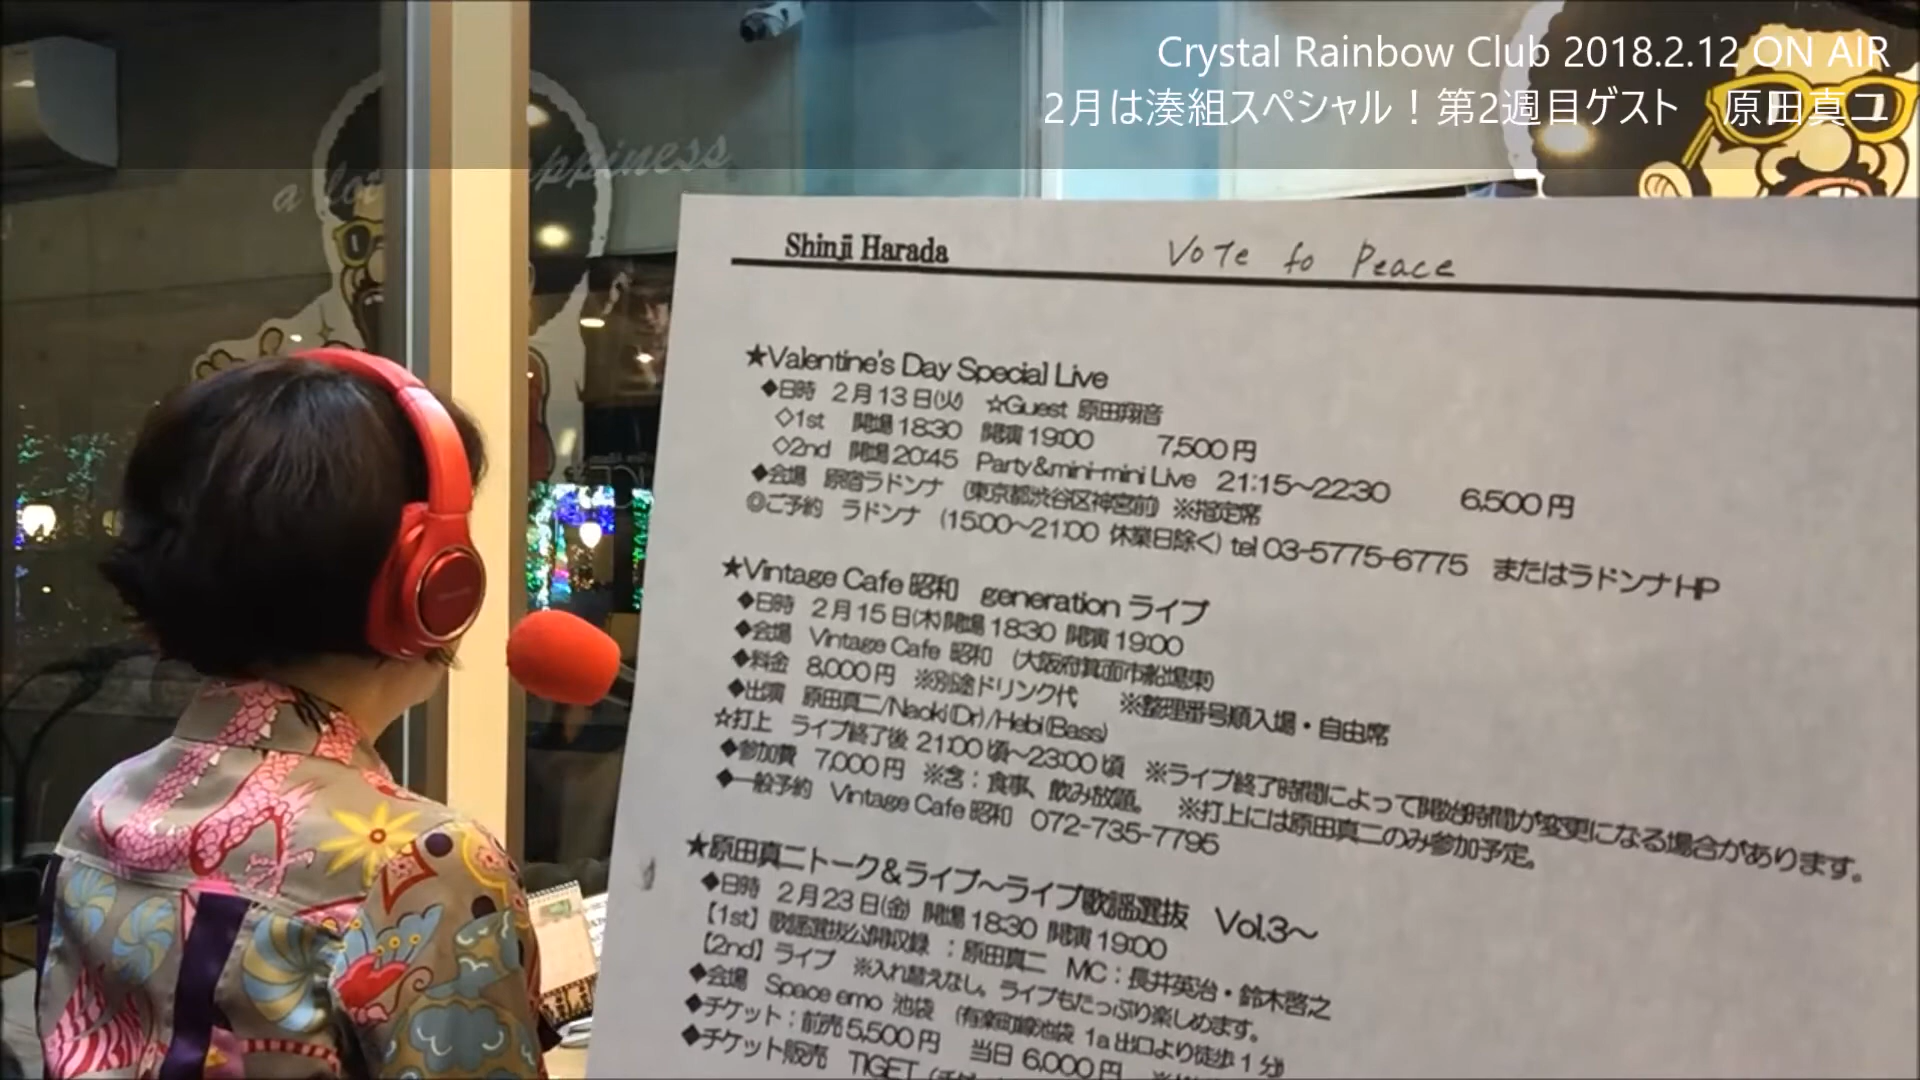 Crystal Rainbow Club 2018.2.12 ON AIR
2月は湊組スペシャル！第2週目ゲスト　原田真二
a lot happiness
Shinji Harada
Vote to Peace
★Valentine's Day Special Live
◆日時　2月13日(火)　☆Guest 原田翔音
◇1st　開場18:30　開演19:00　7,500円
◇2nd　開場20:45　Party&mini-mini Live　21:15～22:30　6,500円
◆会場　原宿ラドンナ　（東京都渋谷区神宮前）※指定席
◎ご予約　ラドンナ　（15:00～21:00 休業日除く）tel 03-5775-6775　またはラドンナHP
★Vintage Cafe 昭和　generation ライブ
◆日時　2月15日(木)開場18:30 開演19:00
◆会場　Vintage Cafe 昭和　（大阪府箕面市船場東）
◆料金　8,000円　※別途ドリンク代　※整理番号順入場・自由席
◆出演　原田真二/Naoki(Dr)/Hebi(Bass)
☆打上　ライブ終了後 21:00頃～23:00頃　※ライブ終了時間によって開始時間が変更になる場合があります。
◆参加費　7,000円　※含：食事、飲み放題。　※打上には原田真二のみ参加予定。
◆一般予約　Vintage Cafe 昭和　072-735-7795
★原田真二トーク＆ライブ～ライブ歌謡選抜　Vol.3～
◆日時　2月23日(金) 開場18:30 開演19:00
【1st】歌謡選抜公開収録　：原田真二　MC：長井英治・鈴木啓之
【2nd】ライブ　※入れ替えなし。ライブもたっぷり楽しめます。
◆会場　Space emo 池袋　（有楽町線池袋 1a出口より徒歩1分）
◆チケット：前売5,500円　当日6,000円
◆チケット販売　TIGET